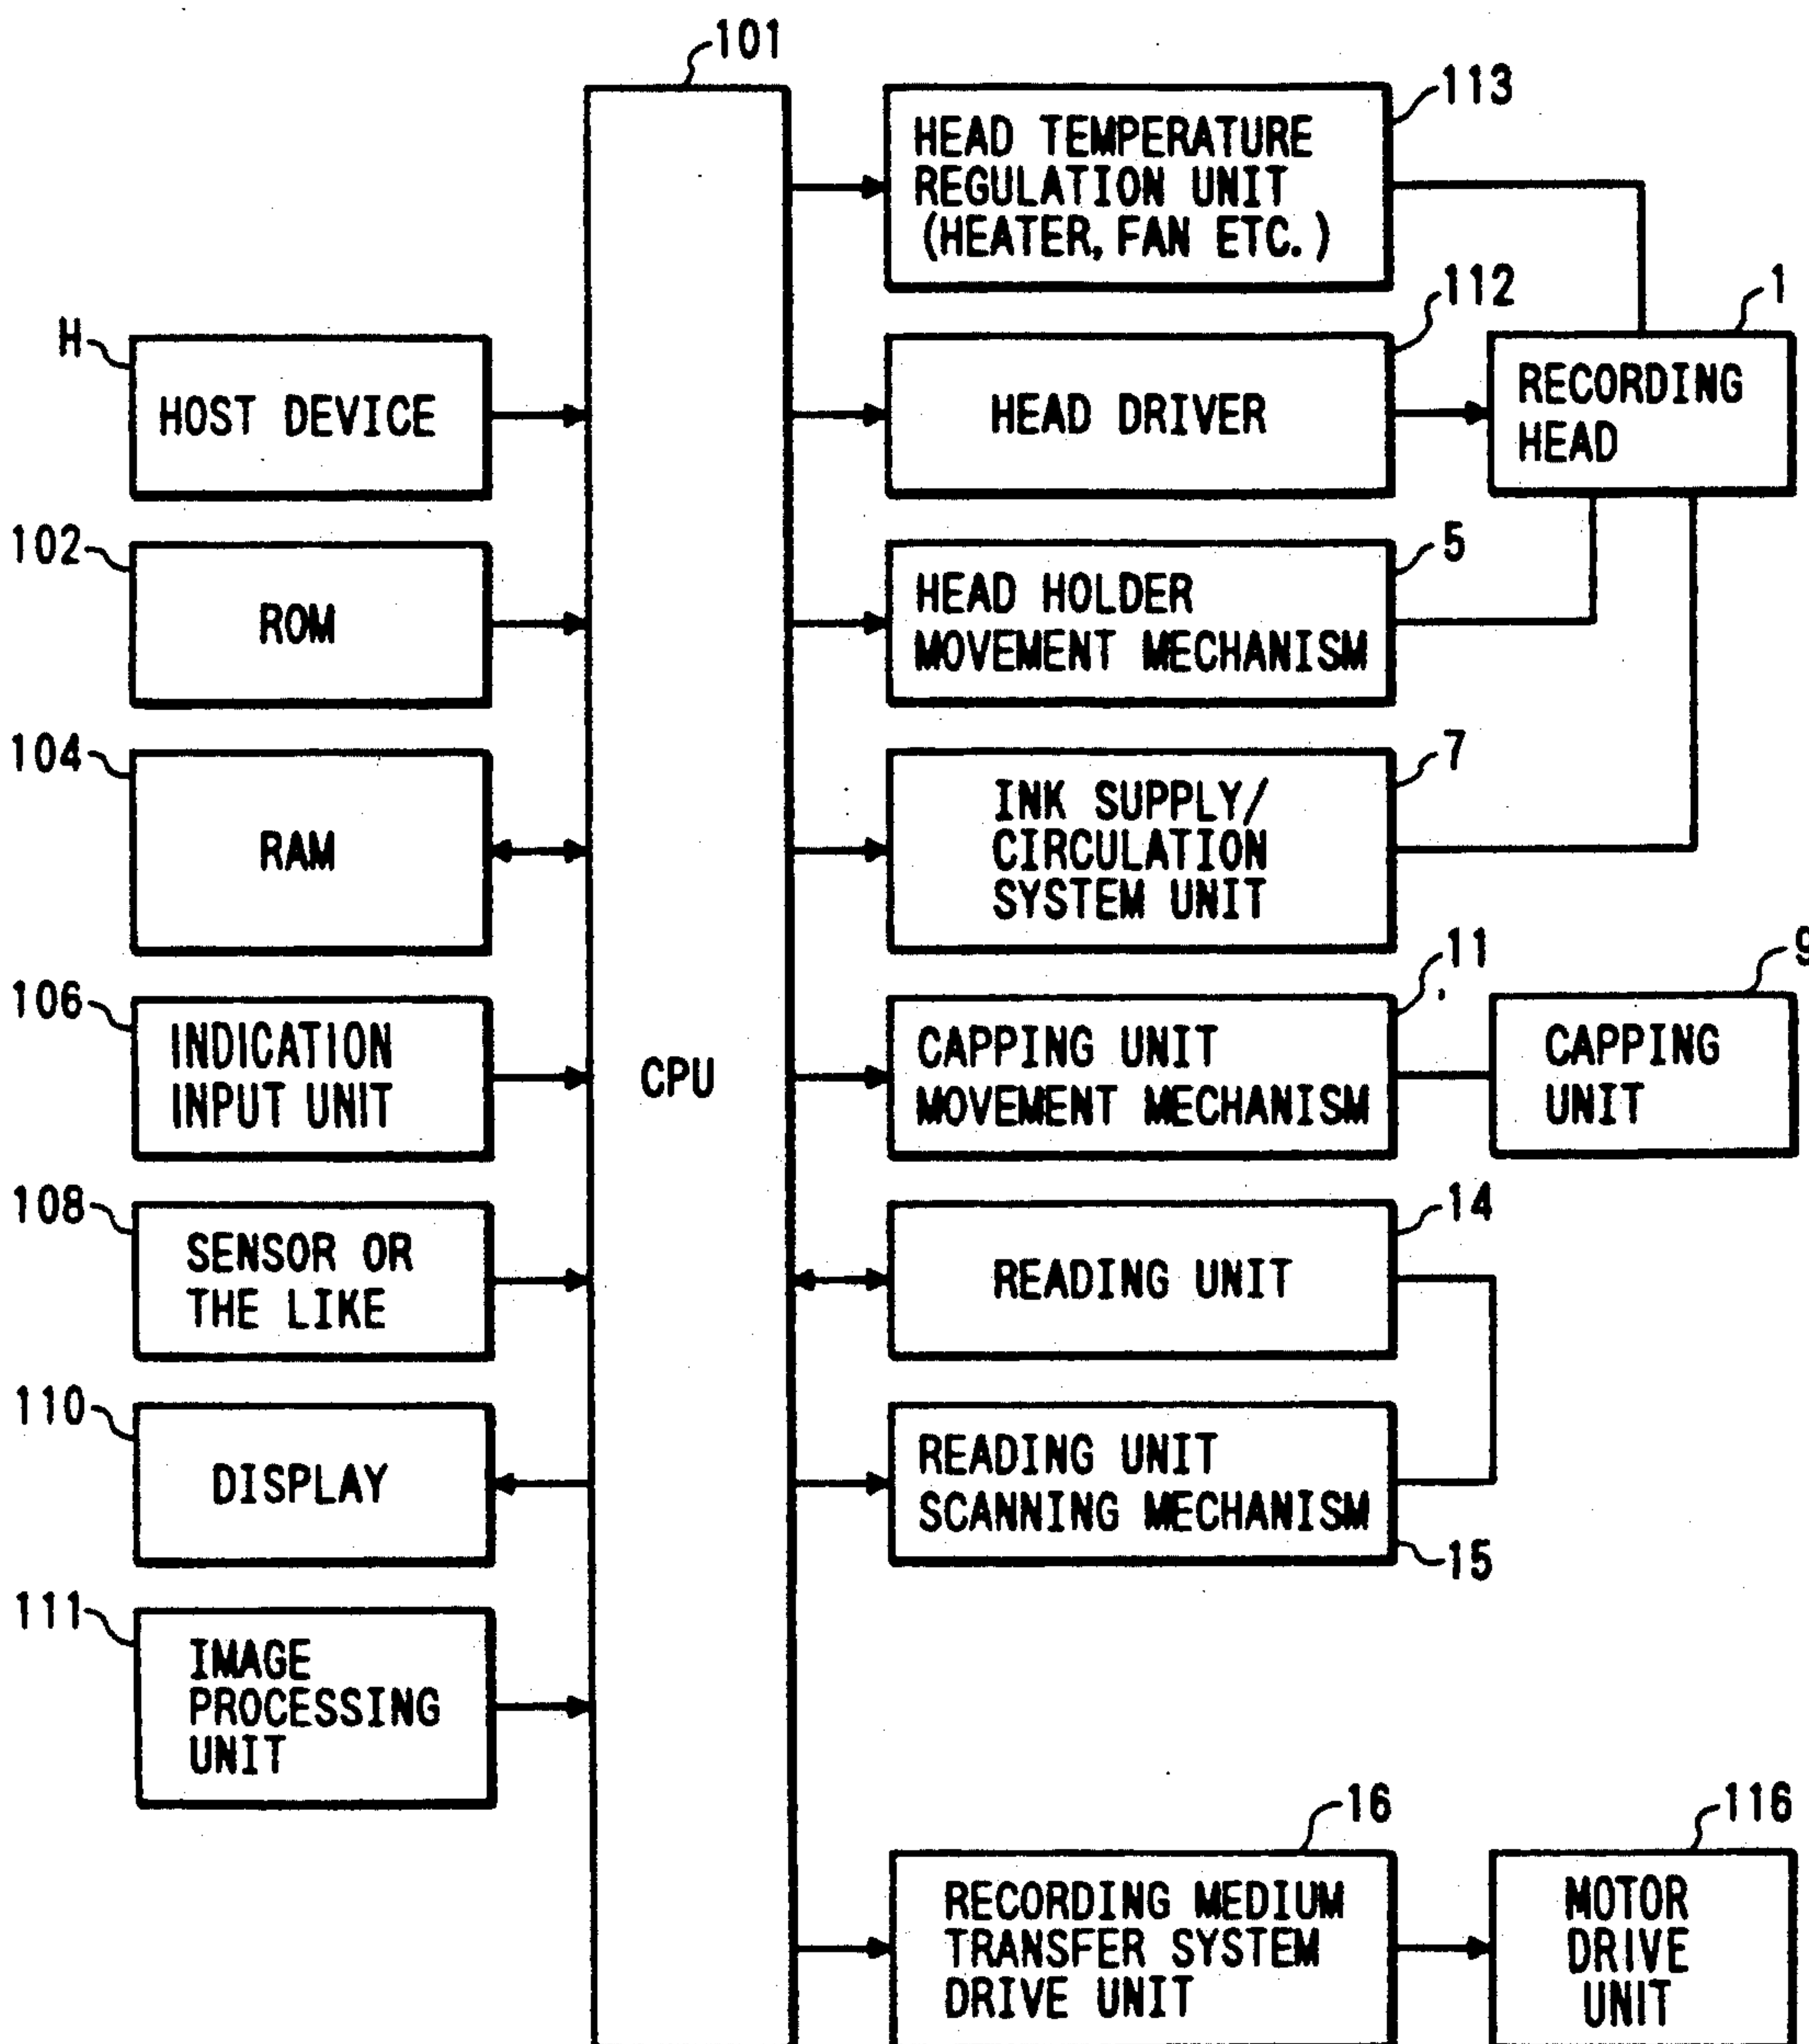 101
113
HEAD TEMPERATURE
REGULATION UNIT
(HEATER, FAN ETC.)
H
HOST DEVICE
112
HEAD DRIVER
1
RECORDING
HEAD
102
ROM
5
HEAD HOLDER
MOVEMENT MECHANISM
104
RAM
7
INK SUPPLY/
CIRCULATION
SYSTEM UNIT
106
INDICATION
INPUT UNIT
CPU
11
CAPPING UNIT
MOVEMENT MECHANISM
9
CAPPING
UNIT
108
SENSOR OR
THE LIKE
14
READING UNIT
110
DISPLAY
READING UNIT
SCANNING MECHANISM
15
111
IMAGE
PROCESSING
UNIT
16
RECORDING MEDIUM
TRANSFER SYSTEM
DRIVE UNIT
116
MOTOR
DRIVE
UNIT